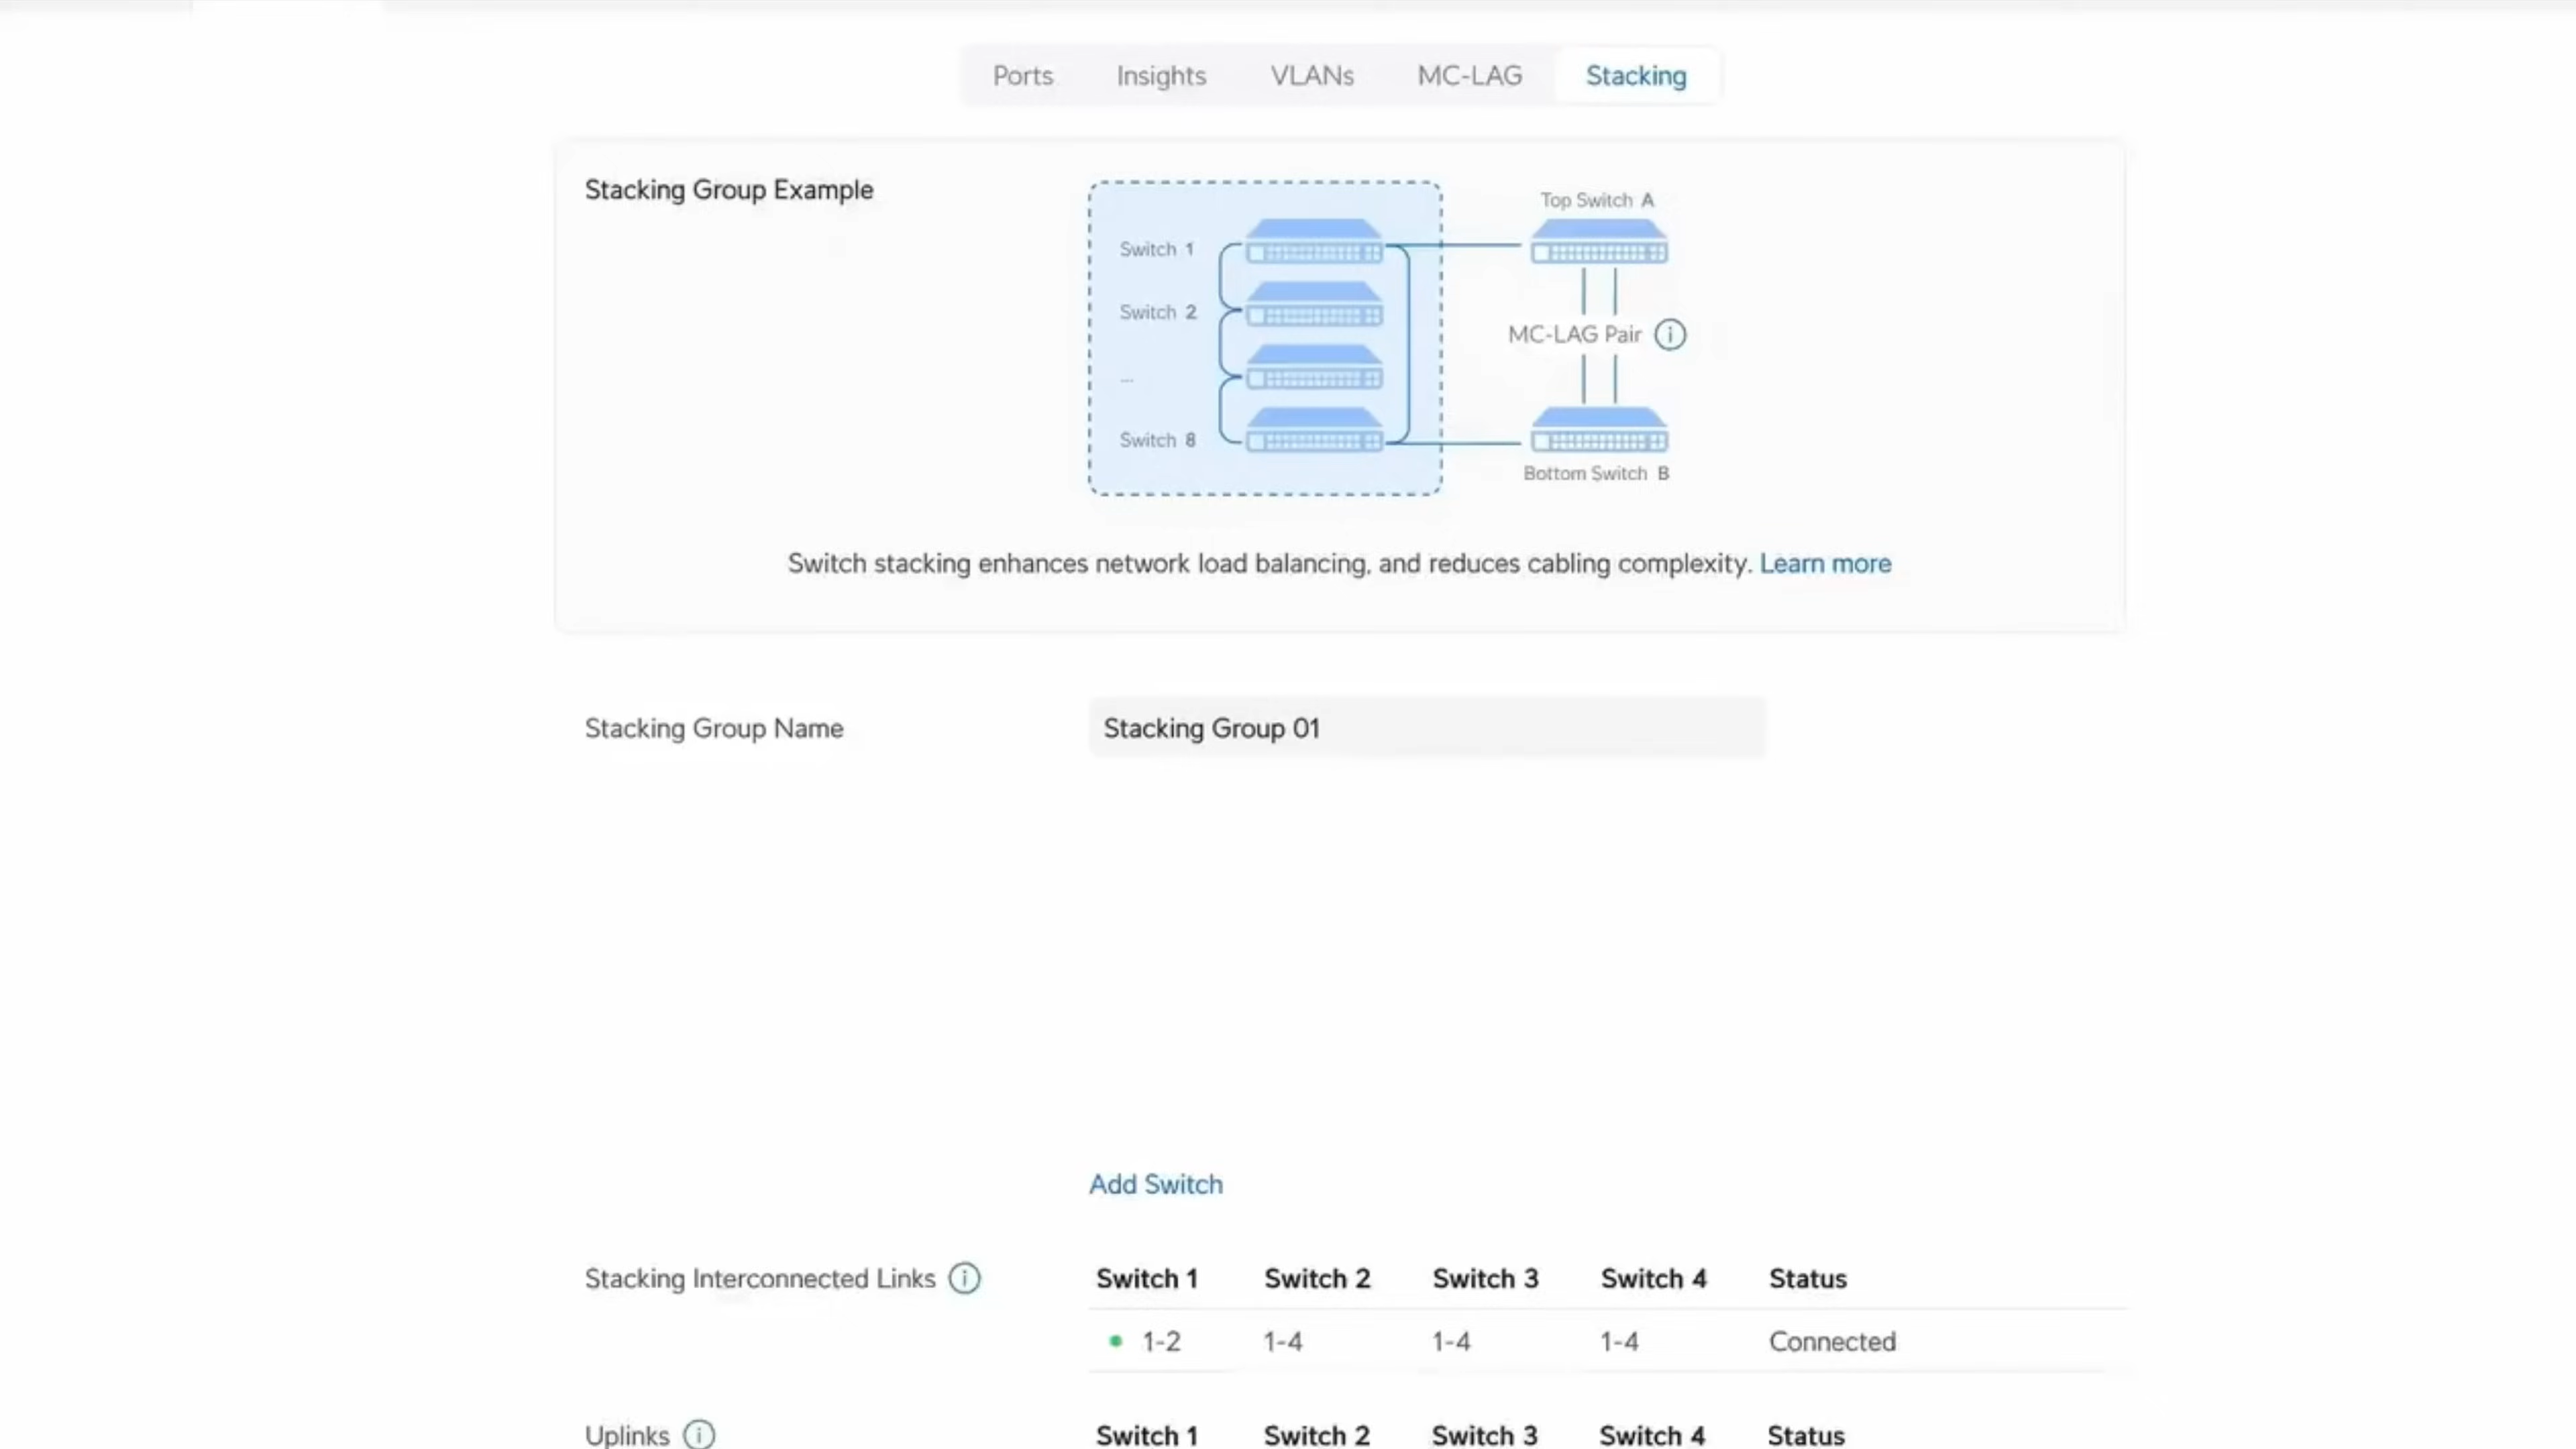 Ports Insights VLANs MC-LAG Stacking
Stacking Group Example
Top Switch A
Switch 1
Switch 2
MC-LAG Pair
...
Switch 8
Bottom Switch B
Switch stacking enhances network load balancing, and reduces cabling complexity. Learn more
Stacking Group Name Stacking Group 01
Add Switch
Stacking Interconnected Links Switch 1 Switch 2 Switch 3 Switch 4 Status
1-2 1-4 1-4 1-4 Connected
Uplinks Switch 1 Switch 2 Switch 3 Switch 4 Status